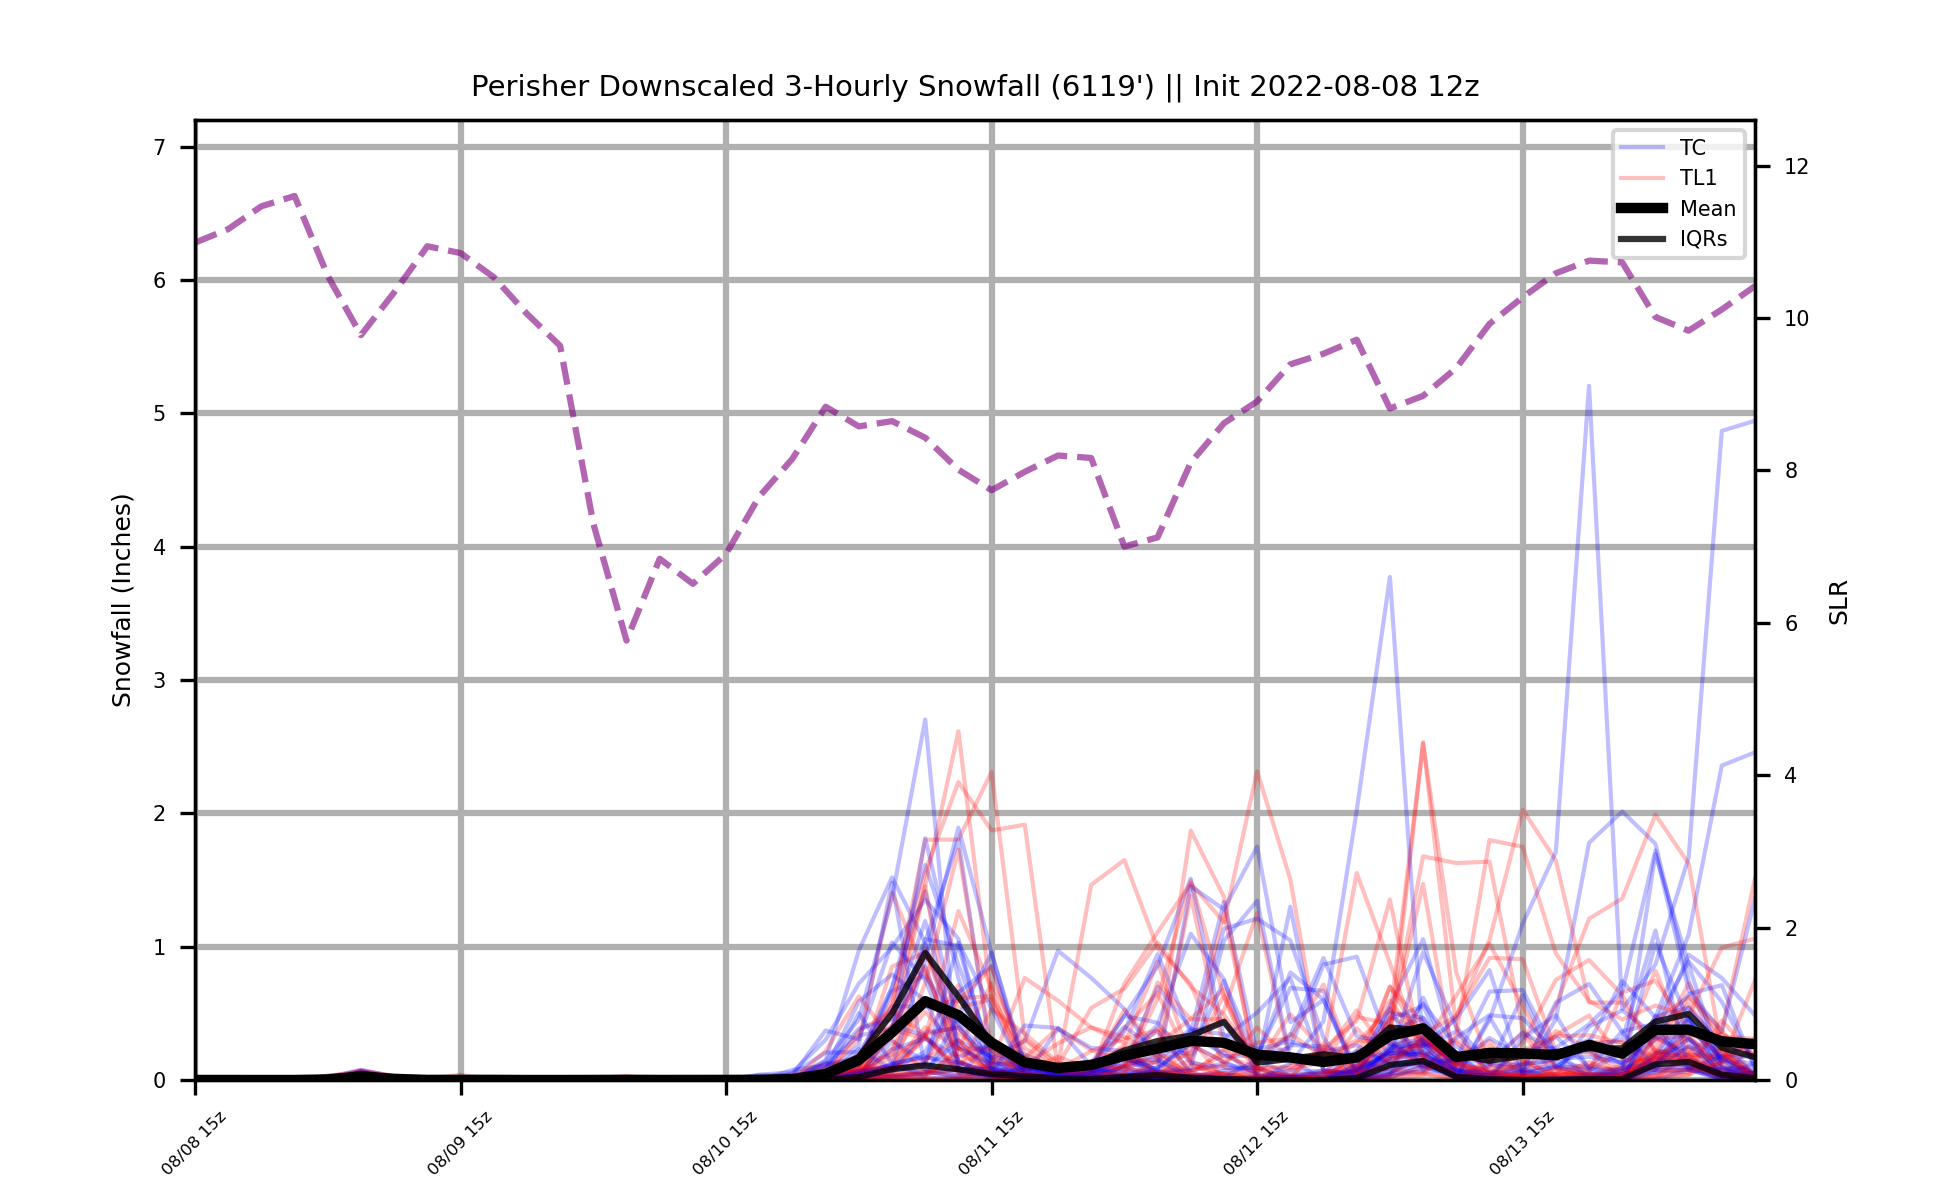 Perisher Downscaled 3-Hourly Snowfall (6119') || Init 2022-08-08 12z
TC
TL1
Mean
IQRs
Snowfall (Inches)
7
6
5
4
3
2
1
0
12
10
8
6
4
2
0
SLR
08/08 15z
08/09 15z
08/10 15z
08/11 15z
08/12 15z
08/13 15z